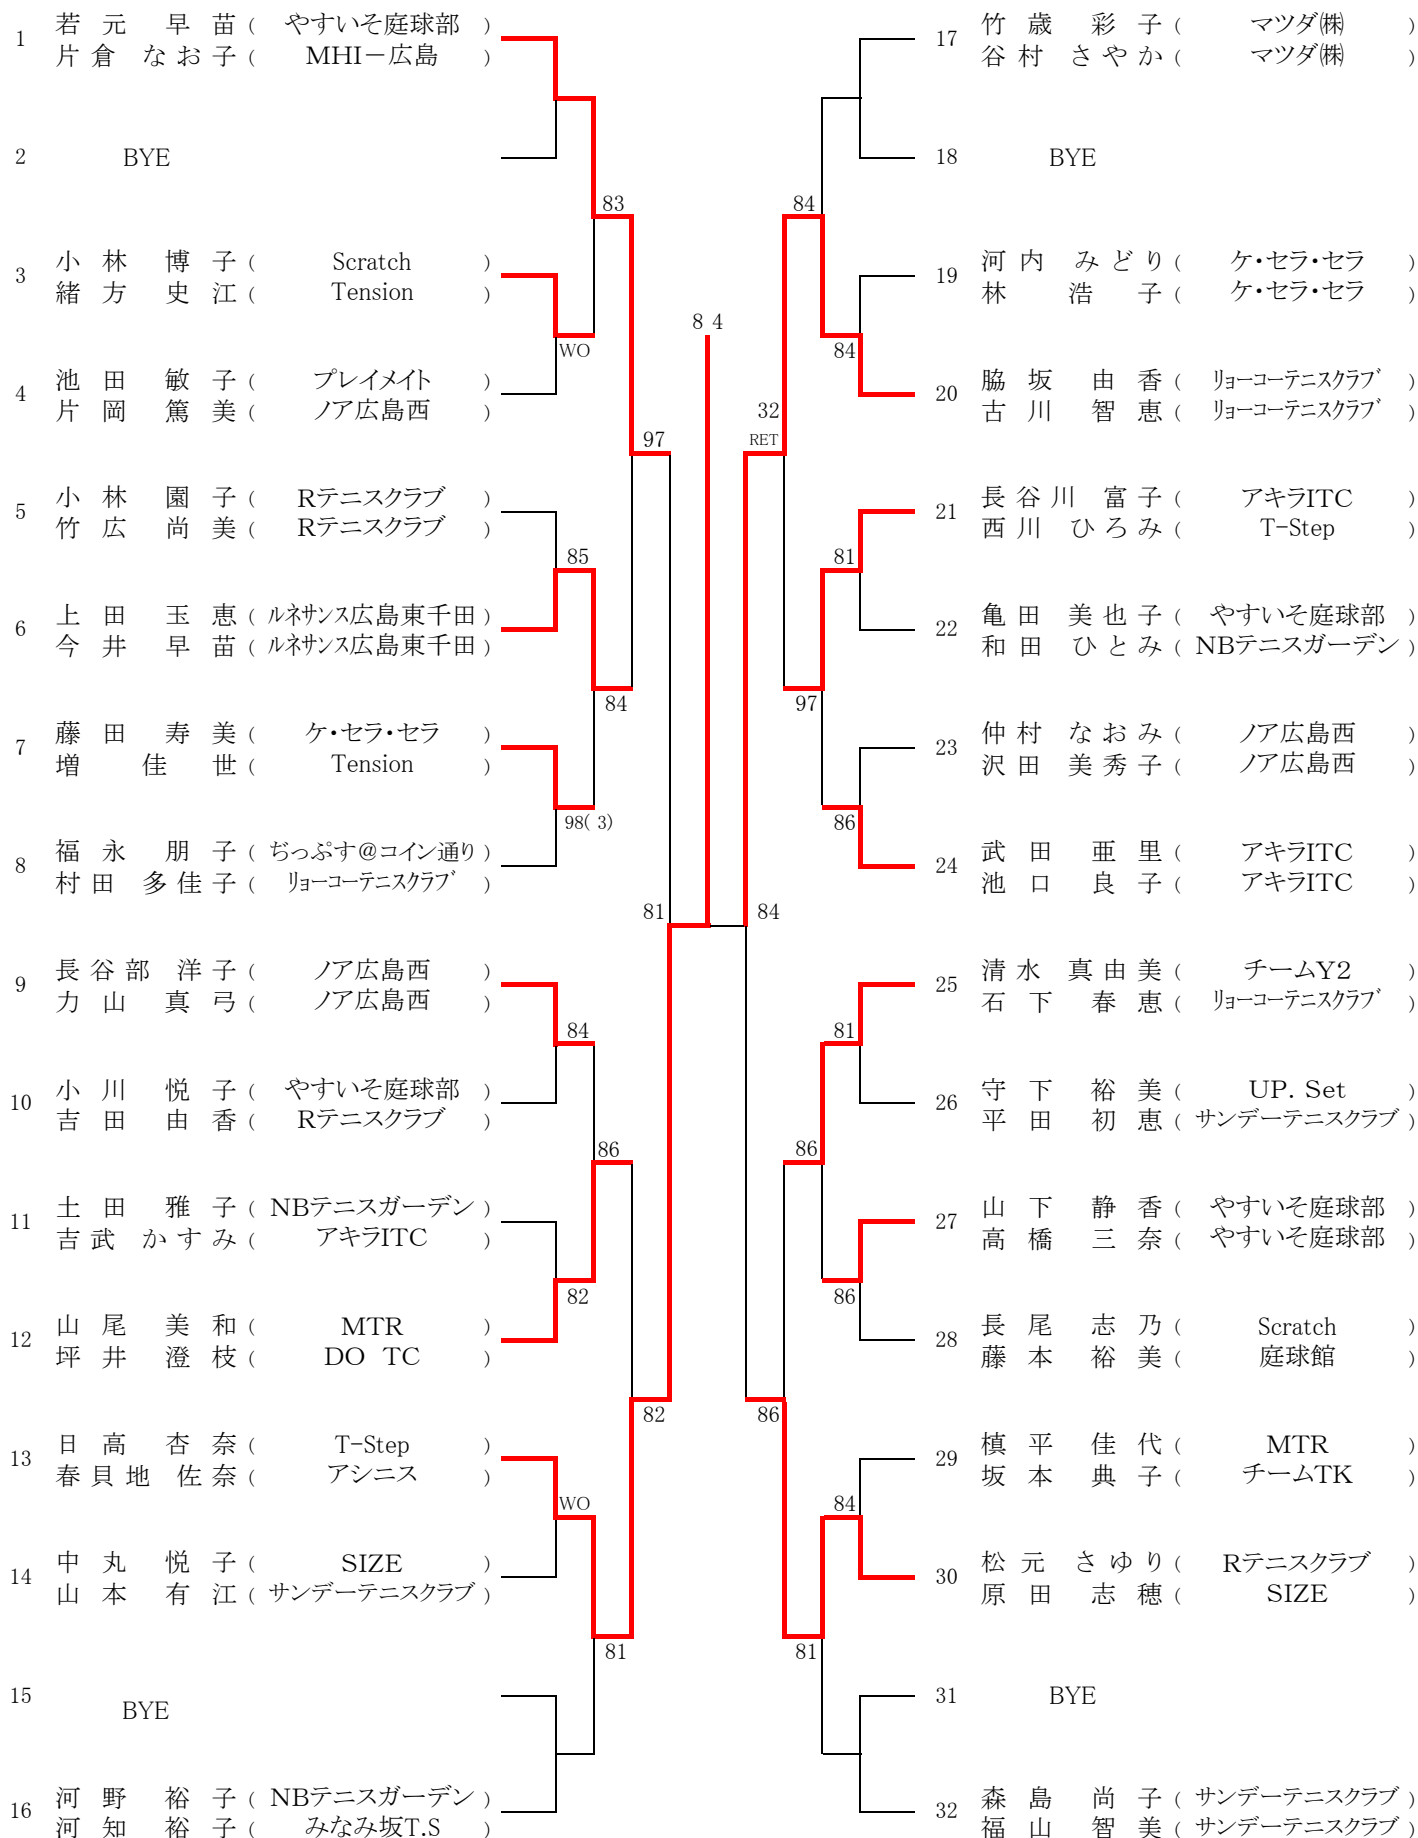 1 若元 早苗 ( やすいそ庭球部 )
片倉 なお子 ( MHI－広島 )
2 BYE
83
3 小林 博子 ( Scratch )
緒方 史江 ( Tension )
WO
4 池田 敏子 ( プレイメイト )
片岡 篤美 ( ノア広島西 )
97
5 小林 園子 ( Rテニスクラブ )
竹広 尚美 ( Rテニスクラブ )
85
6 上田 玉恵 ( ルネサンス広島東千田 )
今井 早苗 ( ルネサンス広島東千田 )
84
7 藤田 寿美 ( ケ・セラ・セラ )
増 佳世 ( Tension )
98( 3)
8 福永 朋子 ( ぢっぷす@コイン通り )
村田 多佳子 ( リョーコーテニスクラブ )
81
9 長谷部 洋子 ( ノア広島西 )
力山 真弓 ( ノア広島西 )
84
10 小川 悦子 ( やすいそ庭球部 )
吉田 由香 ( Rテニスクラブ )
86
11 土田 雅子 ( NBテニスガーデン )
吉武 かすみ ( アキラITC )
82
12 山尾 美和 ( MTR )
坪井 澄枝 ( DO TC )
82
13 日高 杏奈 ( T-Step )
春貝地 佐奈 ( アシニス )
WO
14 中丸 悦子 ( SIZE )
山本 有江 ( サンデーテニスクラブ )
81
15 BYE
16 河野 裕子 ( NBテニスガーデン )
河知 裕子 ( みなみ坂T.S )
8 4
17 竹歳 彩子 ( マツダ㈱ )
谷村 さやか ( マツダ㈱ )
18 BYE
84
19 河内 みどり ( ケ・セラ・セラ )
林 浩子 ( ケ・セラ・セラ )
84
20 脇坂 由香 ( リョーコーテニスクラブ )
古川 智恵 ( リョーコーテニスクラブ )
32
RET
21 長谷川 富子 ( アキラITC )
西川 ひろみ ( T-Step )
81
22 亀田 美也子 ( やすいそ庭球部 )
和田 ひとみ ( NBテニスガーデン )
97
23 仲村 なおみ ( ノア広島西 )
沢田 美秀子 ( ノア広島西 )
86
24 武田 亜里 ( アキラITC )
池口 良子 ( アキラITC )
84
25 清水 真由美 ( チームY2 )
石下 春恵 ( リョーコーテニスクラブ )
81
26 守下 裕美 ( UP. Set )
平田 初恵 ( サンデーテニスクラブ )
86
27 山下 静香 ( やすいそ庭球部 )
高橋 三奈 ( やすいそ庭球部 )
86
28 長尾 志乃 ( Scratch )
藤本 裕美 ( 庭球館 )
86
29 槙平 佳代 ( MTR )
坂本 典子 ( チームTK )
84
30 松元 さゆり ( Rテニスクラブ )
原田 志穂 ( SIZE )
81
31 BYE
32 森島 尚子 ( サンデーテニスクラブ )
福山 智美 ( サンデーテニスクラブ )